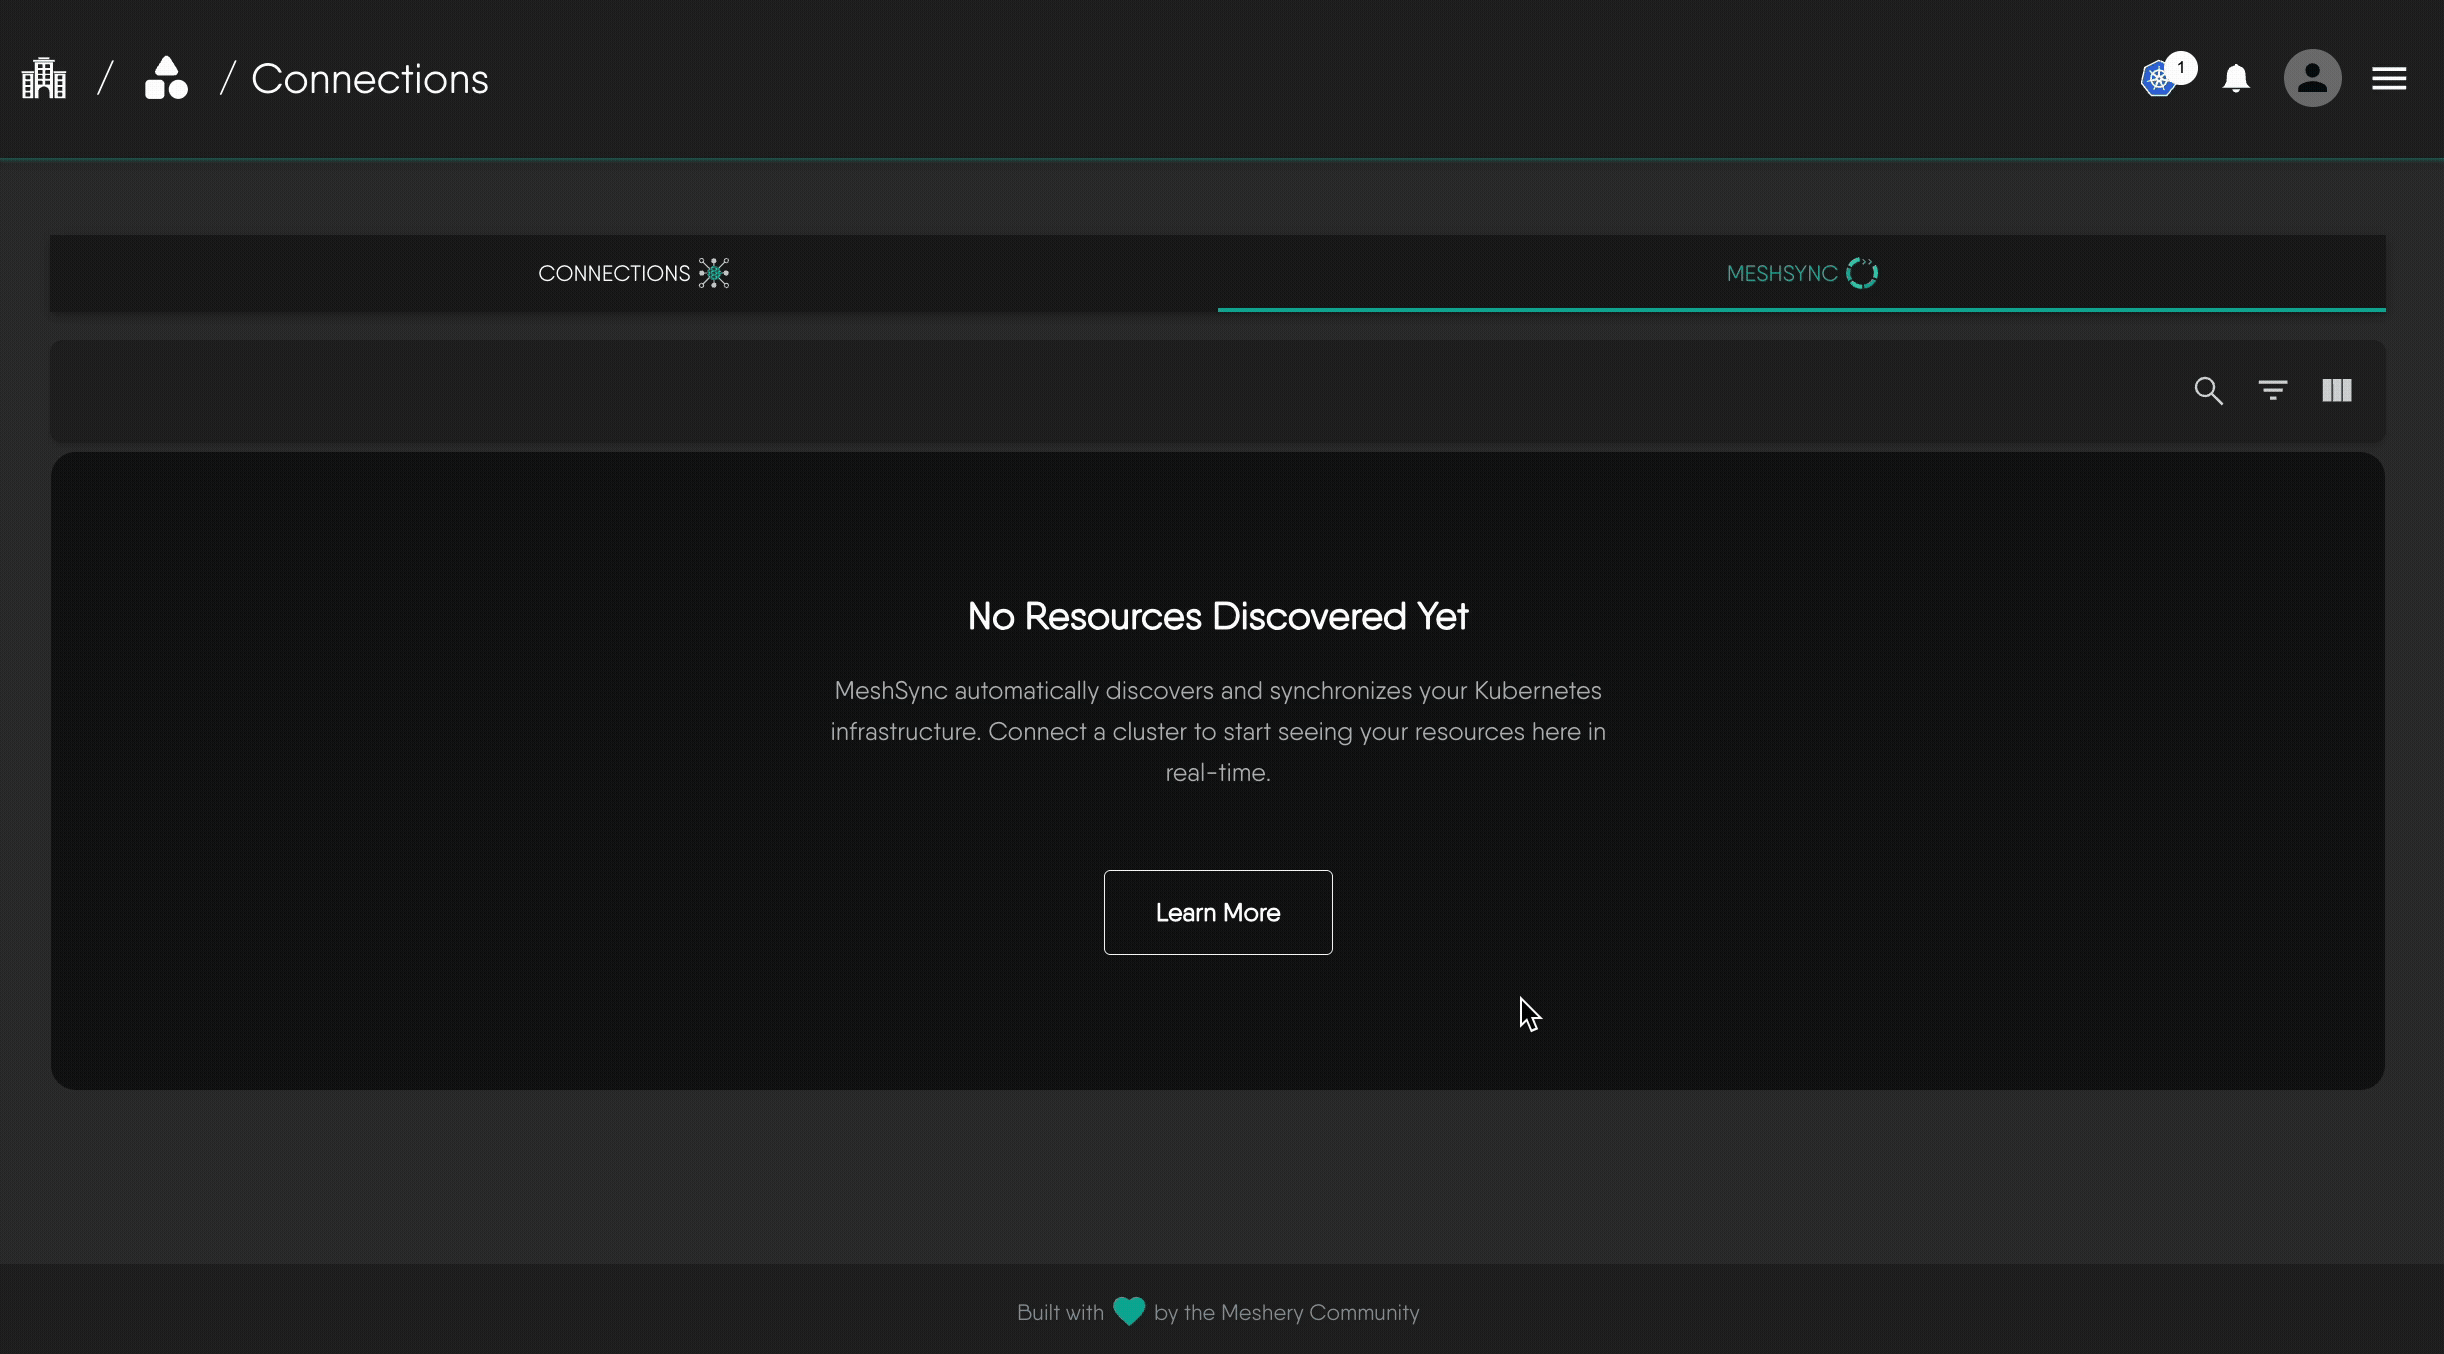 / / Connections
1
CONNECTIONS
MESHSYNC
No Resources Discovered Yet
MeshSync automatically discovers and synchronizes your Kubernetes
infrastructure. Connect a cluster to start seeing your resources here in
real-time.
Learn More
Built with by the Meshery Community